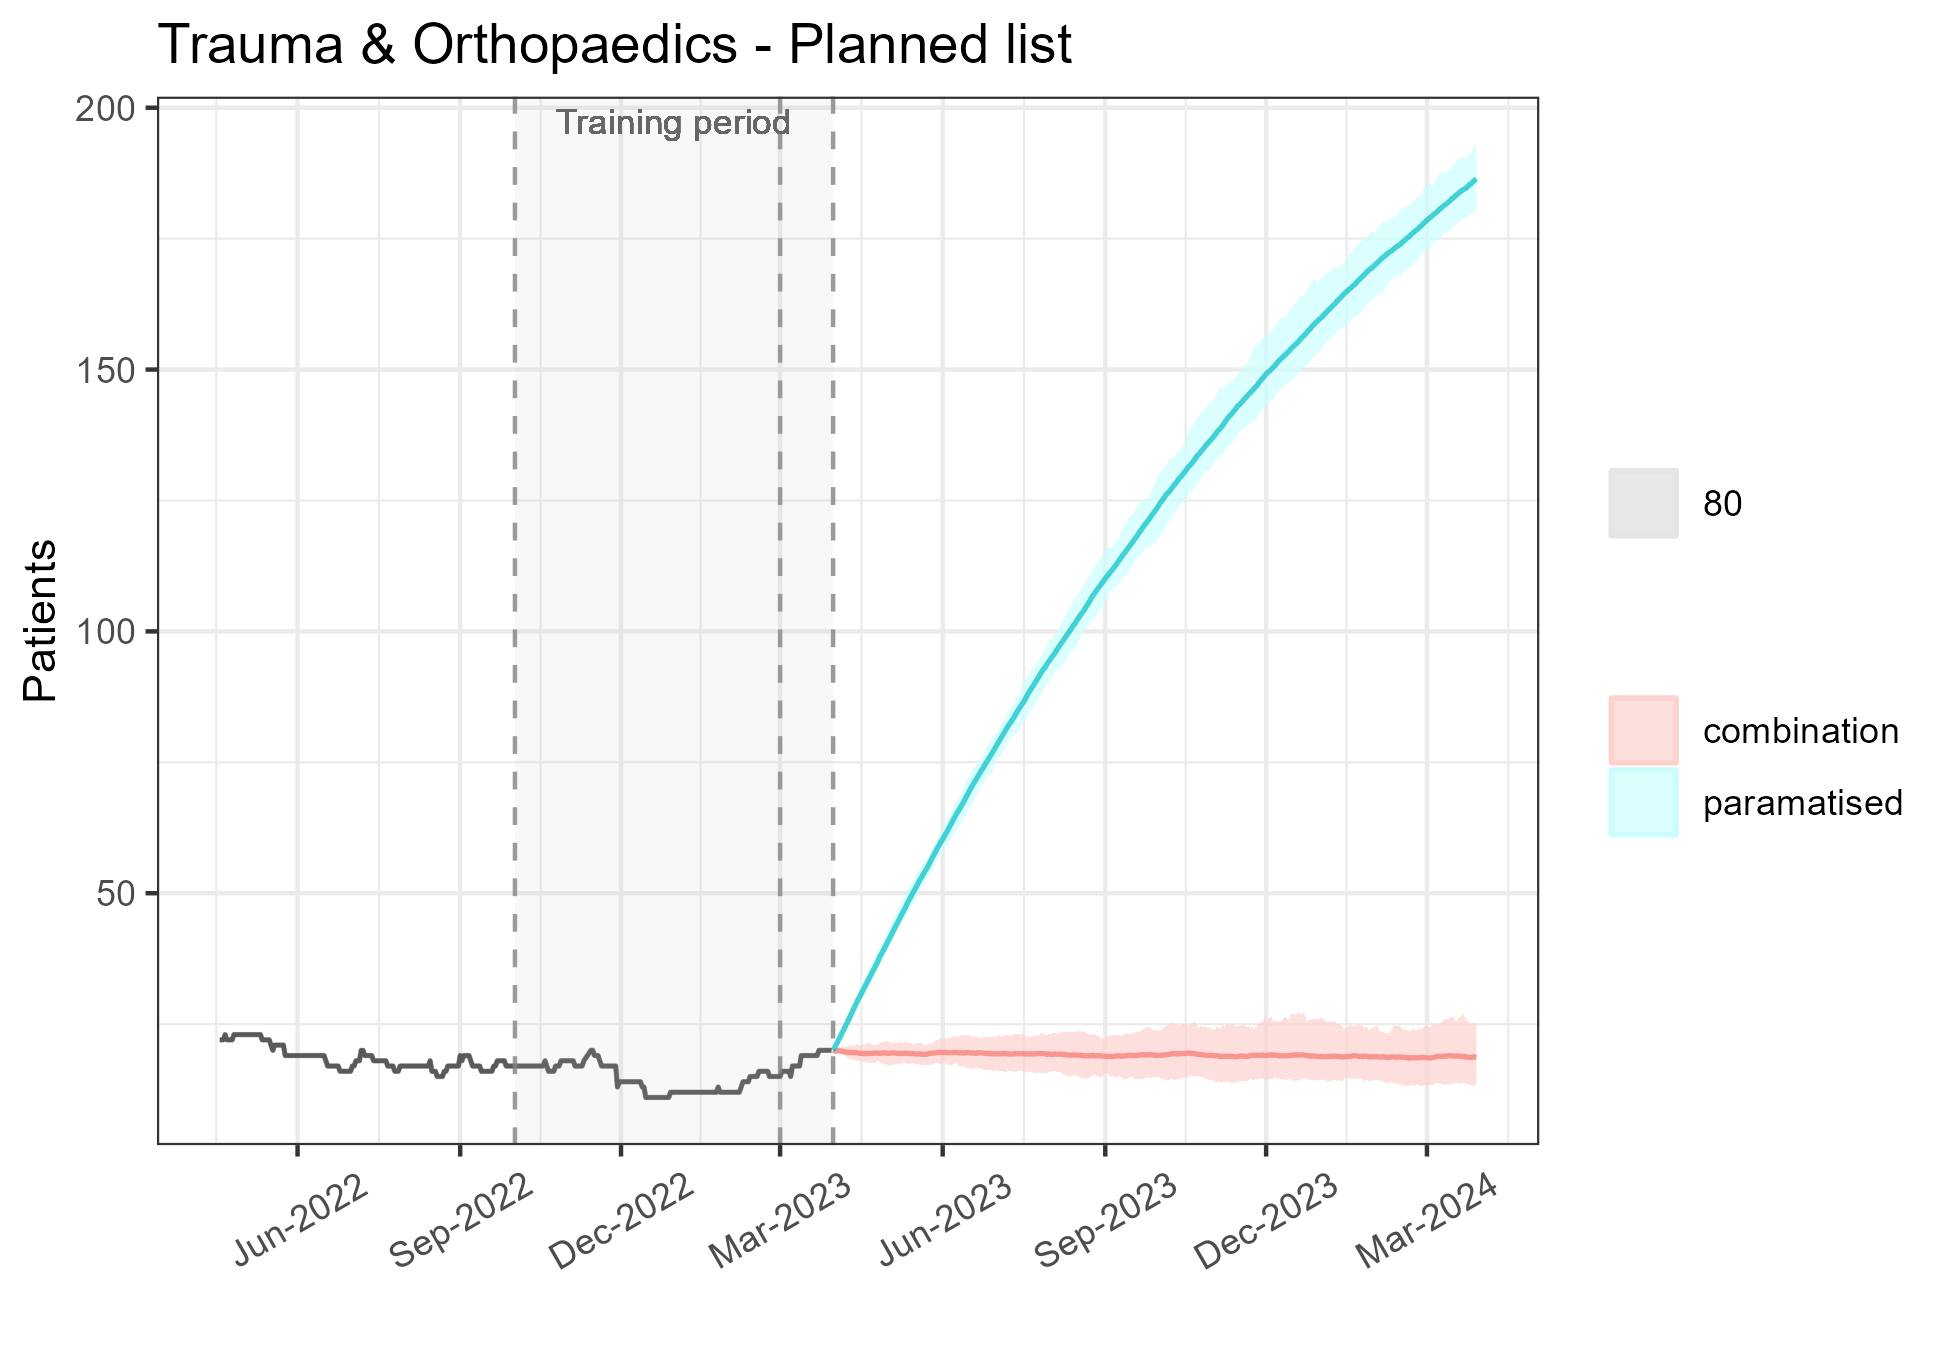 Trauma & Orthopaedics - Planned list
Training period
Patients
200
150
100
50
Jun-2022
Sep-2022
Dec-2022
Mar-2023
Jun-2023
Sep-2023
Dec-2023
Mar-2024
80
combination
paramatised